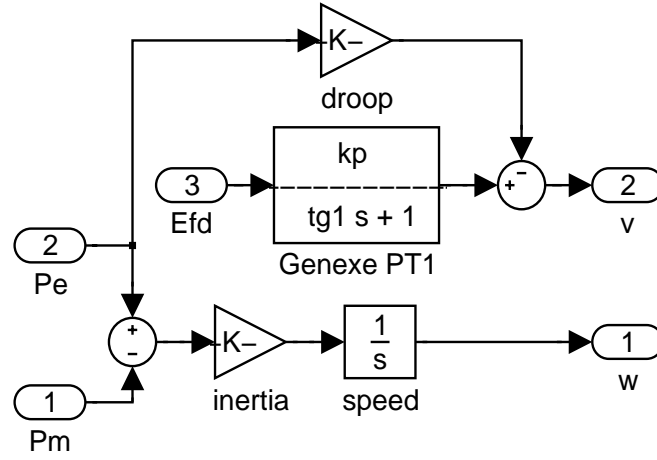 -K-
droop
kp
tg1 s + 1
Genexe PT1
3
Efd
−
+
2
v
2
Pe
+
−
-K-
inertia
1
s
speed
1
w
1
Pm